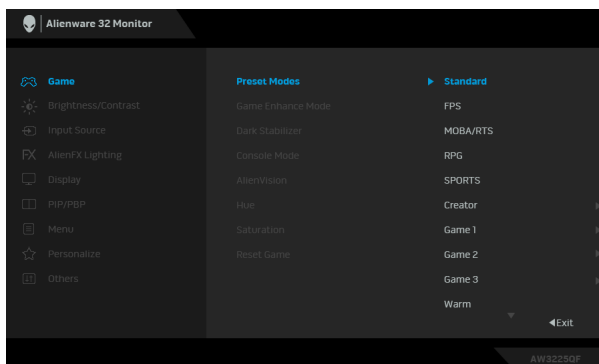 Alienware 32 Monitor
Game
Preset Modes
Standard
Brightness/Contrast
Game Enhance Mode
FPS
Input Source
Dark Stabilizer
MOBA/RTS
AlienFX Lighting
Console Mode
RPG
Display
AlienVision
SPORTS
PIP/PBP
Hue
Creator
Menu
Saturation
Game 1
Personalize
Reset Game
Game 2
Others
Game 3
Warm
Exit
AW3225QF